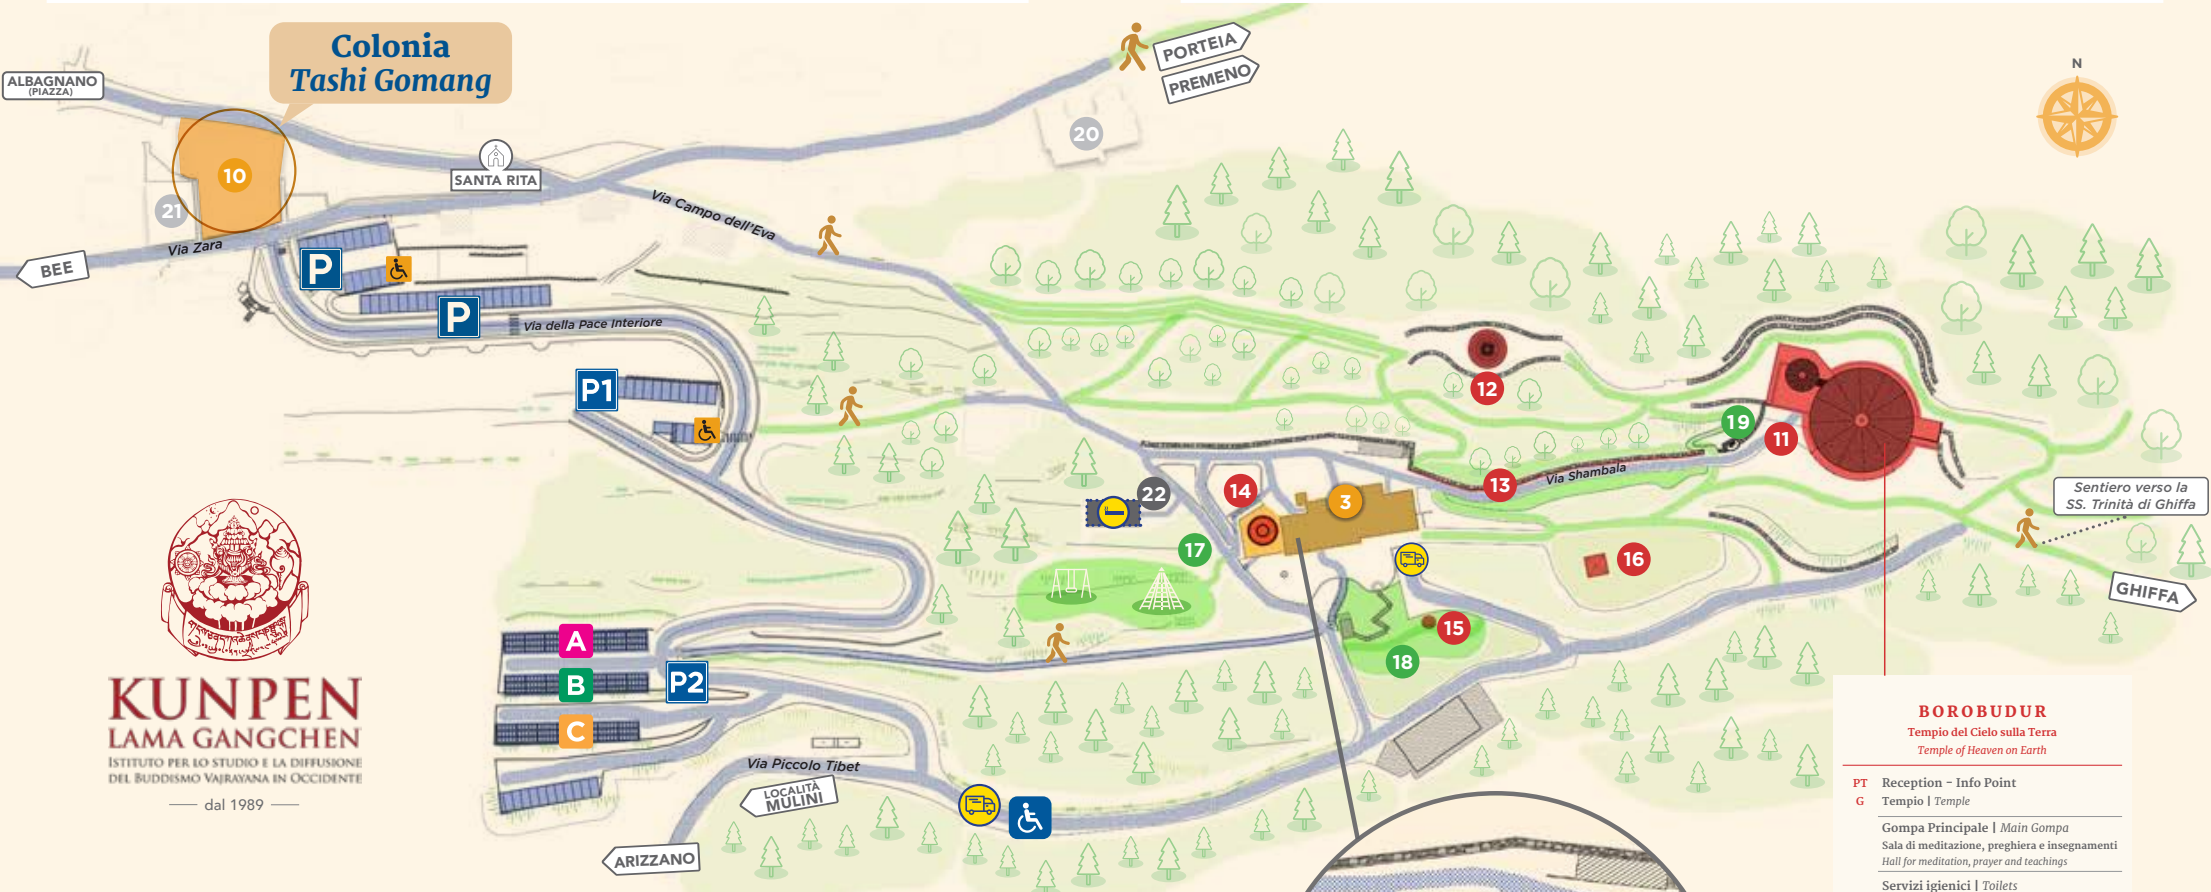 Colonia
Tashi Gomang
ALBAGNANO
(PIAZZA)
PORTEIA
PREMENO
N
10
21
20
SANTA RITA
Via Campo dell'Eva
Via Zara
BEE
P
P
Via della Pace Interiore
P1
12
19
11
13
Via Shambala
14
3
22
17
16
Sentiero verso la
SS. Trinità di Ghiffa
GHIFFA
15
18
A
B
C
P2
Via Piccolo Tibet
LOCALITÀ
MULINI
ARIZZANO
KUNPEN
LAMA GANGCHEN
ISTITUTO PER LO STUDIO E LA DIFFUSIONE
DEL BUDDISMO VAJRAYANA IN OCCIDENTE
dal 1989
BOROBUDUR
Tempio del Cielo sulla Terra
Temple of Heaven on Earth
PT Reception – Info Point
G Tempio | Temple
Gompa Principale | Main Gompa
Sala di meditazione, preghiera e insegnamenti
Hall for meditation, prayer and teachings
Servizi igienici | Toilets